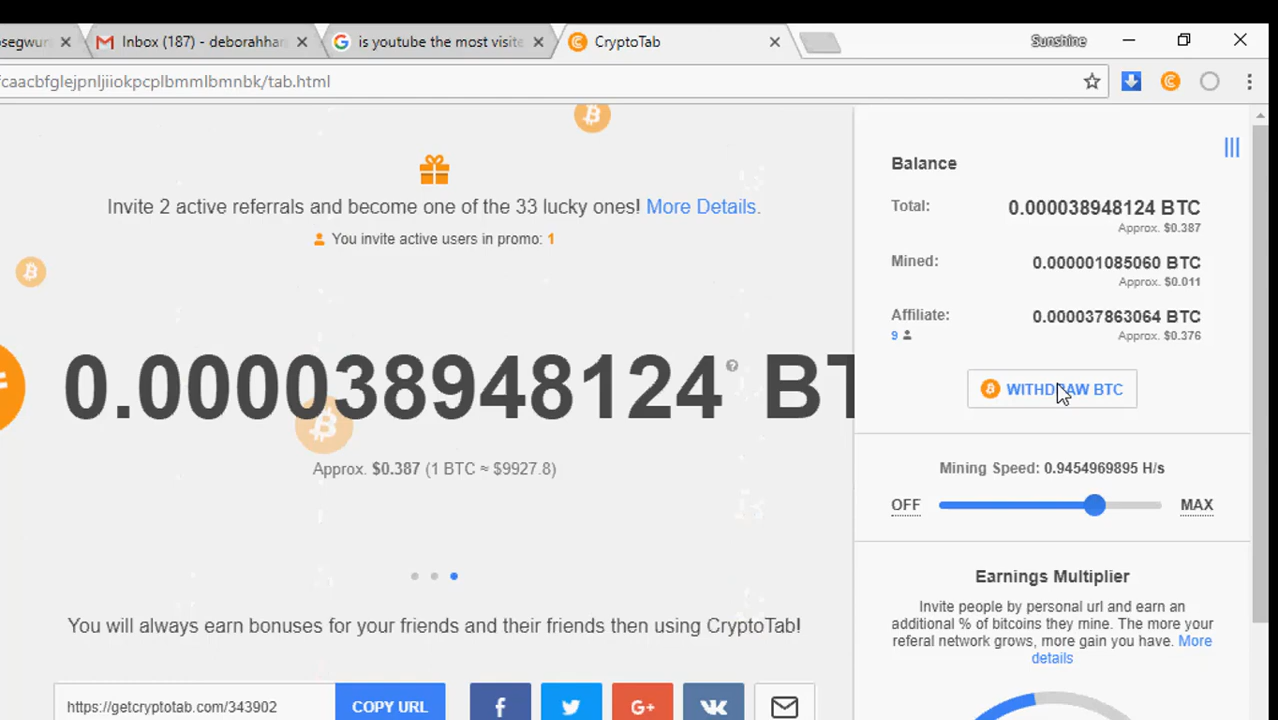 osegwur
Inbox (187) - deborahhar
is youtube the most visite
CryptoTab
Sunshine
fcaacbfglejpnljiiokpcplbmmlbmnbk/tab.html
Invite 2 active referrals and become one of the 33 lucky ones! More Details.
You invite active users in promo: 1
0.000038948124 BT
Approx. $0.387 (1 BTC ≈ $9927.8)
You will always earn bonuses for your friends and their friends then using CryptoTab!
https://getcryptotab.com/343902
COPY URL
Balance
Total: 0.000038948124 BTC
Approx. $0.387
Mined: 0.000001085060 BTC
Approx. $0.011
Affiliate: 0.000037863064 BTC
9 Approx. $0.376
WITHDRAW BTC
Mining Speed: 0.9454969895 H/s
OFF MAX
Earnings Multiplier
Invite people by personal url and earn an
additional % of bitcoins they mine. The more your
referal network grows, more gain you have. More
details